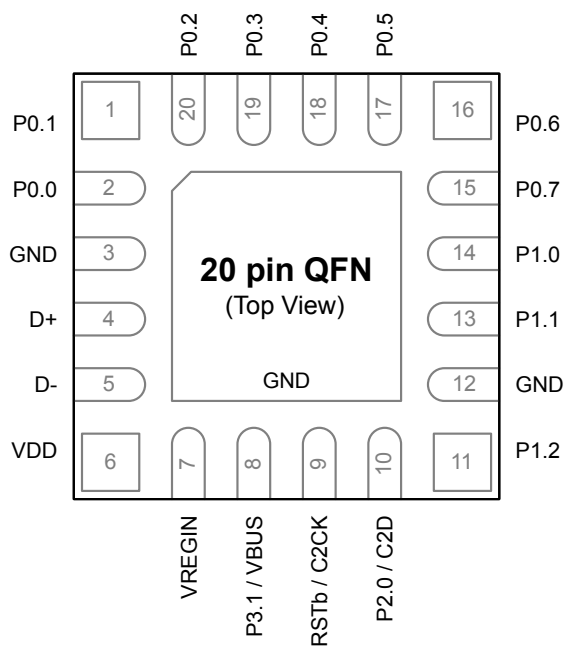 P0.2
P0.3
P0.4
P0.5
20
19
18
17
P0.1
1
16
P0.6
P0.0
2
15
P0.7
GND
3
14
P1.0
20 pin QFN
(Top View)
D+
4
13
P1.1
D-
5
GND
12
GND
VDD
6
11
P1.2
7
8
9
10
VREGIN
P3.1 / VBUS
RSTb / C2CK
P2.0 / C2D